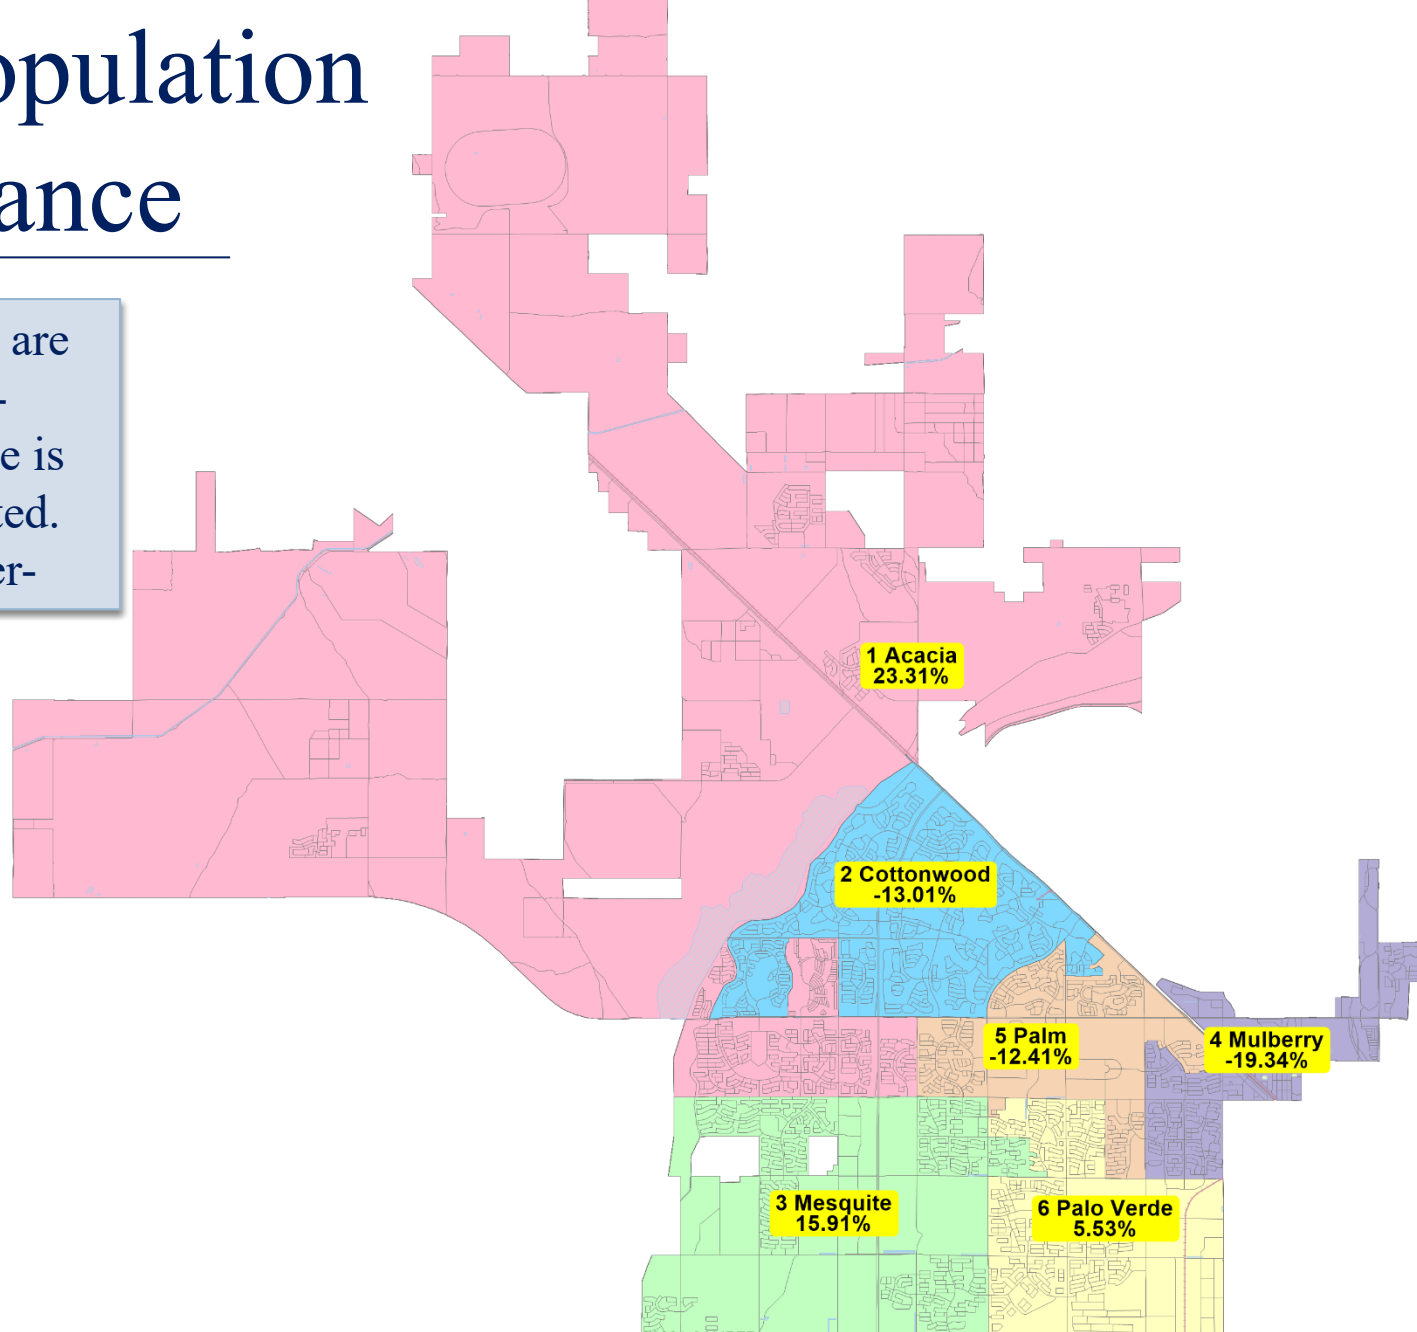 opulation
ance
are
-
e is
ted.
er-
1 Acacia
23.31%
2 Cottonwood
-13.01%
5 Palm
-12.41%
4 Mulberry
-19.34%
3 Mesquite
15.91%
6 Palo Verde
5.53%